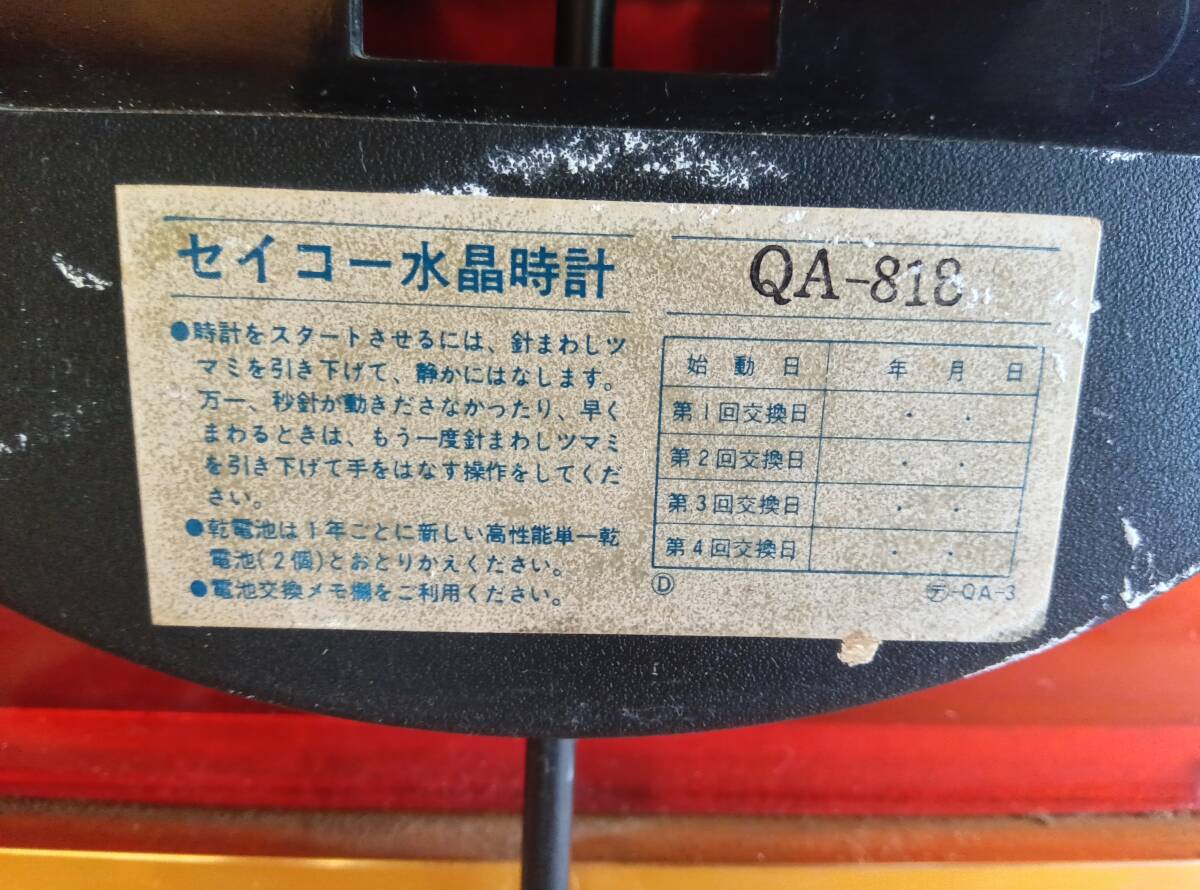 セイコー水晶時計
●時計をスタートさせるには、針まわしツ
マミを引き下げて、静かにはなします。
万一、秒針が動きださなかったり、早く
まわるときは、もう一度針まわしツマミ
を引き下げて手をはなす操作をしてくだ
さい。
●乾電池は1年ごとに新しい高性能単一乾
電池(2個)とおとりかえください。
●電池交換メモ欄をご利用ください。
QA-818
始動日 年 月 日
第1回交換日 ・ ・
第2回交換日 ・ ・
第3回交換日 ・ ・
第4回交換日 ・ ・
Ⓓ ㋢-QA-3